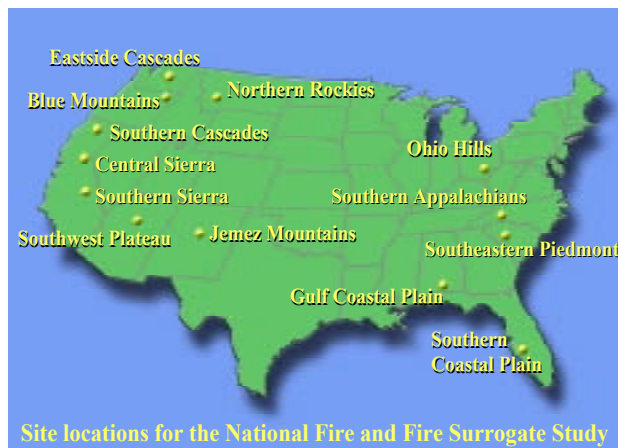 Eastside Cascades
Blue Mountains
Northern Rockies
Southern Cascades
Central Sierra
Southern Sierra
Southwest Plateau
Jemez Mountains
Ohio Hills
Southern Appalachians
Southeastern Piedmont
Gulf Coastal Plain
Southern
Coastal Plain
Site locations for the National Fire and Fire Surrogate Study